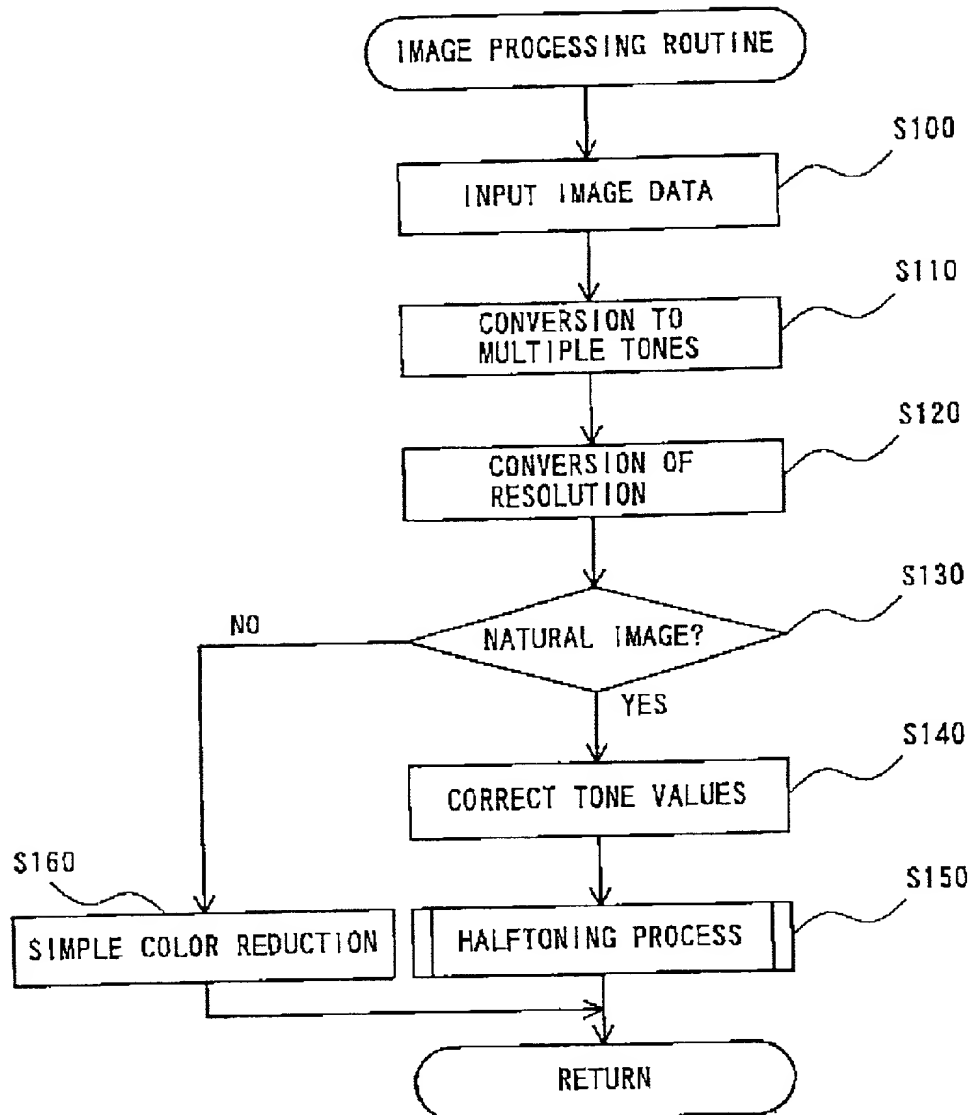 IMAGE PROCESSING ROUTINE
S100
INPUT IMAGE DATA
S110
CONVERSION TO
MULTIPLE TONES
S120
CONVERSION OF
RESOLUTION
S130
NO
NATURAL IMAGE?
YES
S140
CORRECT TONE VALUES
S160
S150
SIMPLE COLOR REDUCTION
HALFTONING PROCESS
RETURN